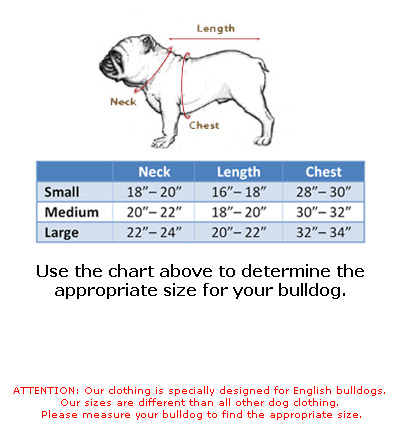 Length
Neck
Chest
Neck Length Chest
Small 18”– 20” 16”– 18” 28”– 30”
Medium 20”– 22” 18”– 20” 30”– 32”
Large 22”– 24” 20”– 22” 32”– 34”
Use the chart above to determine the
appropriate size for your bulldog.
ATTENTION: Our clothing is specially designed for English bulldogs.
Our sizes are different than all other dog clothing.
Please measure your bulldog to find the appropriate size.